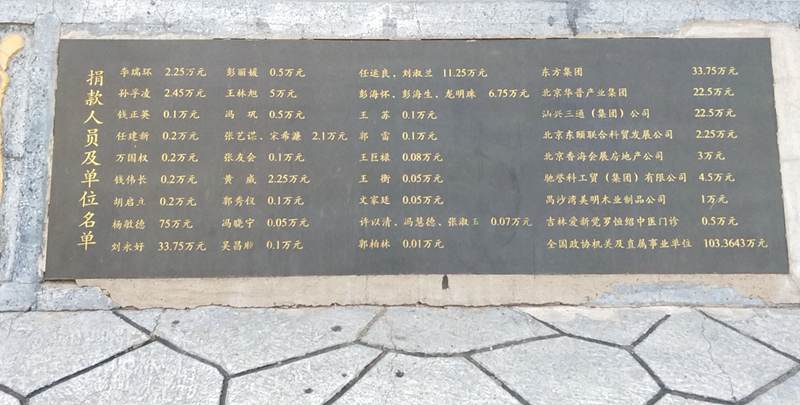 捐款人员及单位名单
李瑞环 2.25万元
孙孚凌 2.45万元
钱正英 0.1万元
任建新 0.2万元
万国权 0.2万元
钱伟长 0.2万元
胡启立 0.2万元
杨敏德 75万元
刘永好 33.75万元
彭丽媛 0.5万元
王林旭 5万元
冯巩 0.5万元
张艺谋、宋希濂 2.1万元
张友会 0.1万元
黄威 2.25万元
郭秀仪 0.1万元
冯晓宁 0.05万元
吴昌顺 0.1万元
任运良、刘淑兰 11.25万元
彭海怀、彭海生、龙明珠 6.75万元
王苏 0.1万元
郭雷 0.1万元
王巨禄 0.08万元
王衡 0.05万元
文家廷 0.05万元
许以清、冯慧德、张淑玉 0.07万元
郭柏林 0.01万元
东方集团 33.75万元
北京华普产业集团 22.5万元
汕兴三通（集团）公司 22.5万元
北京东颐联合科贸发展公司 2.25万元
北京香海会展房地产公司 3万元
驰誉科工贸（集团）有限公司 4.5万元
高沙湾美明木业制品公司 1万元
吉林爱新觉罗恒绍中医门诊 0.5万元
全国政协机关及直属事业单位 103.3643万元